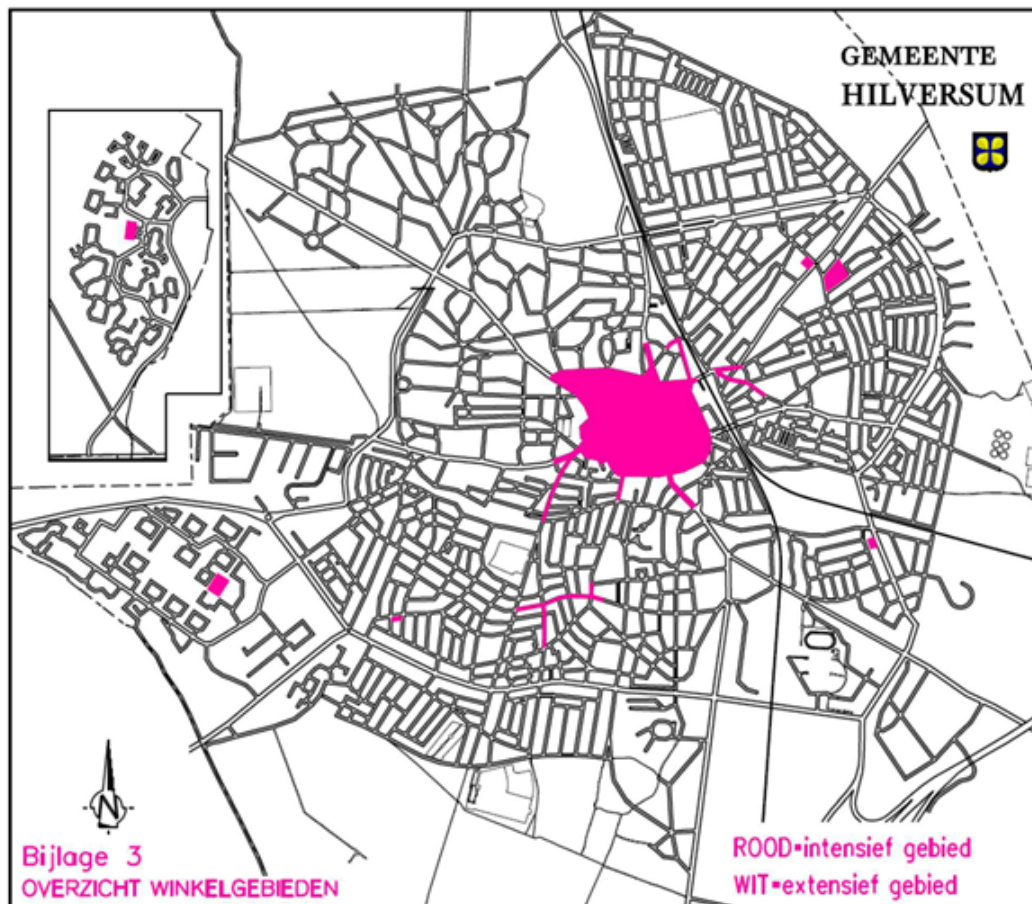 GEMEENTE
HILVERSUM
N
Bijlage 3
OVERZICHT WINKELGEBIEDEN
ROOD=intensief gebied
WIT=extensief gebied